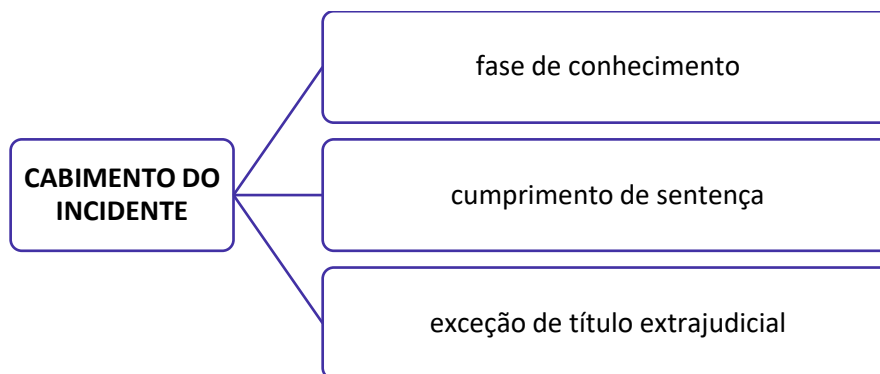 CABIMENTO DO
INCIDENTE
fase de conhecimento
cumprimento de sentença
exceção de título extrajudicial